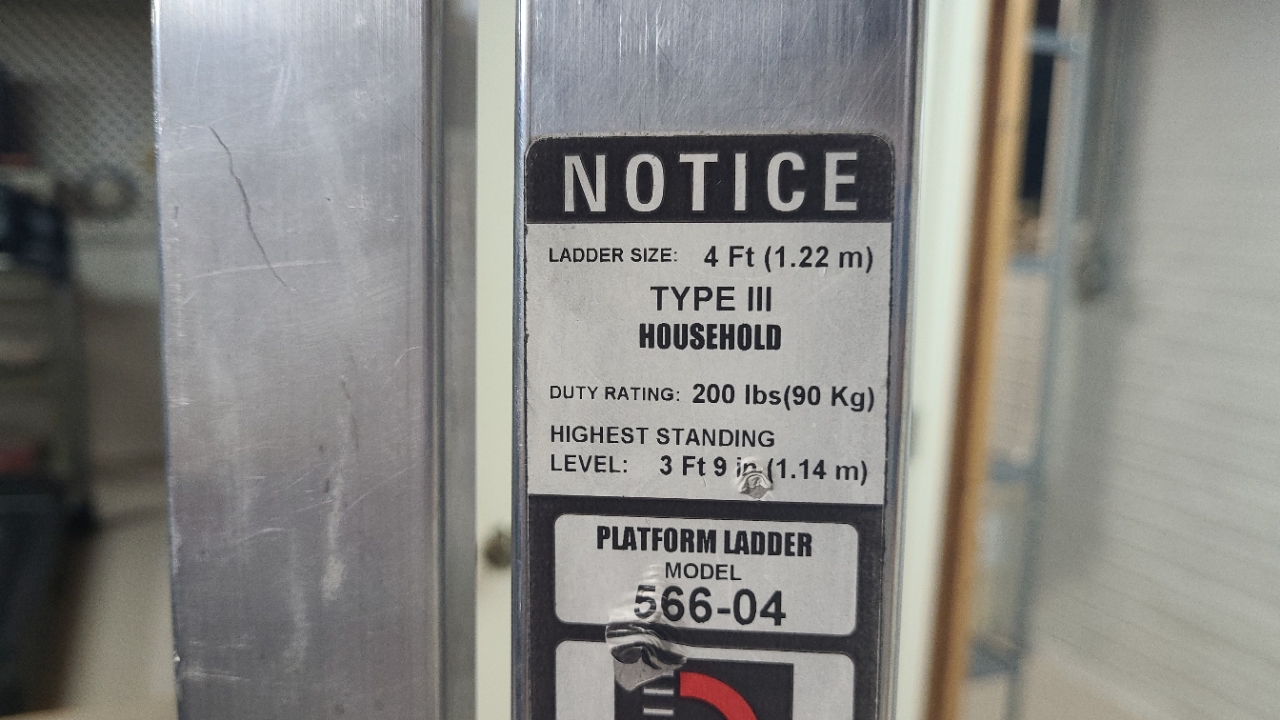 NOTICE
LADDER SIZE: 4 Ft (1.22 m)
TYPE III
HOUSEHOLD
DUTY RATING: 200 lbs(90 Kg)
HIGHEST STANDING
LEVEL: 3 Ft 9 in (1.14 m)
PLATFORM LADDER
MODEL
566-04